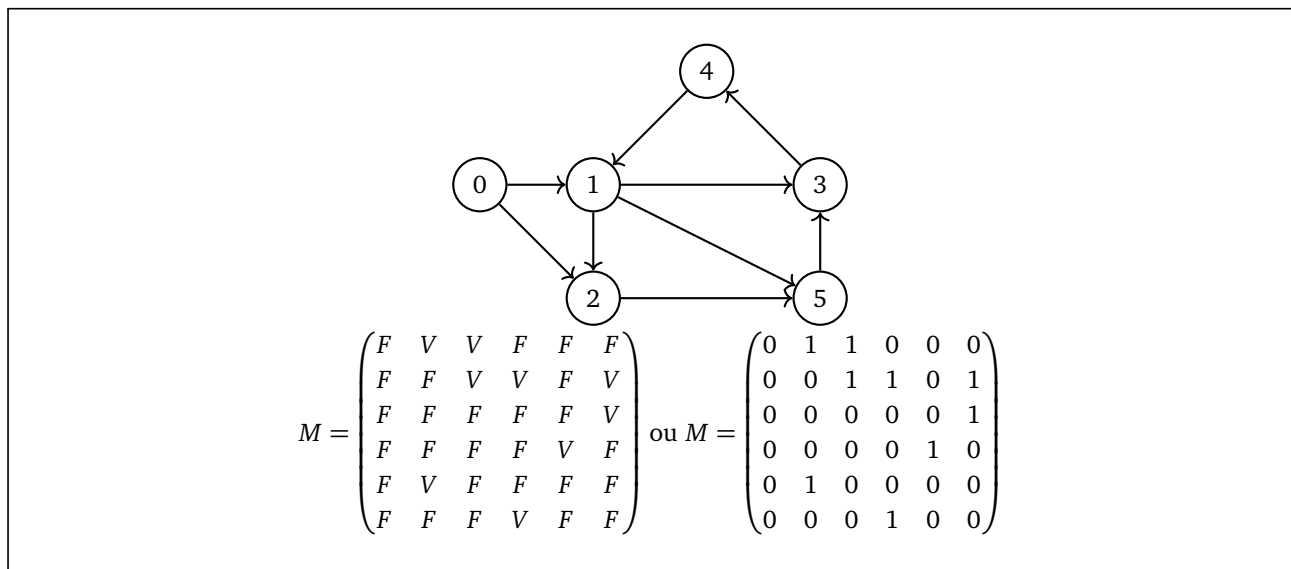 4
0 1 3
2 5
M = ( F V V F F F
F F V V F V
F F F F F V
F F F F V F
F V F F F F
F F F V F F ) ou M = ( 0 1 1 0 0 0
0 0 1 1 0 1
0 0 0 0 0 1
0 0 0 0 1 0
0 1 0 0 0 0
0 0 0 1 0 0 )